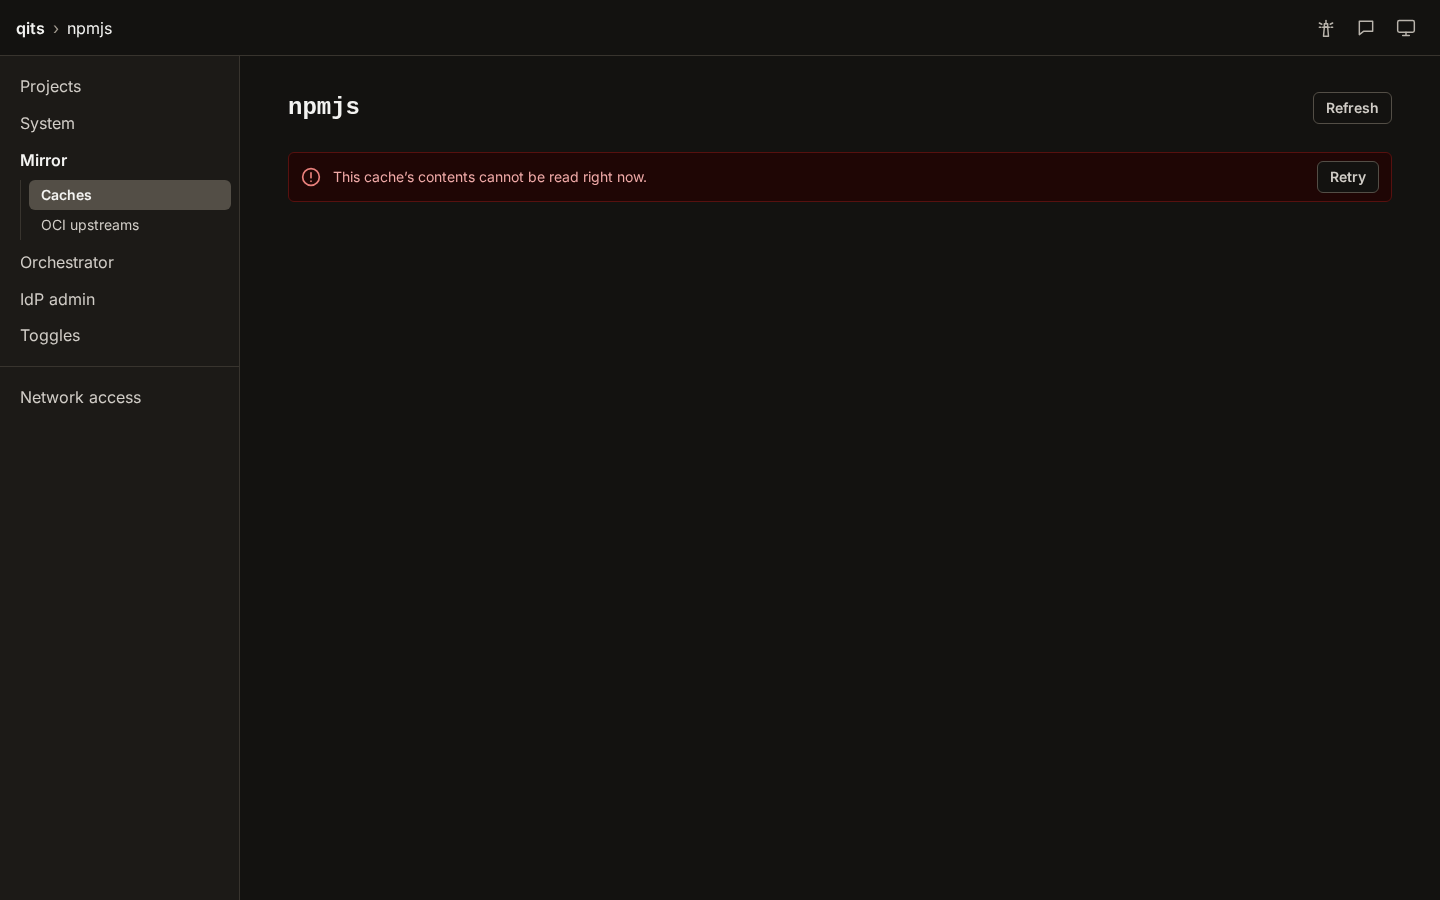 qits › npmjs
Projects
System
Mirror
Caches
OCI upstreams
Orchestrator
IdP admin
Toggles
Network access
npmjs
Refresh
This cache’s contents cannot be read right now.
Retry